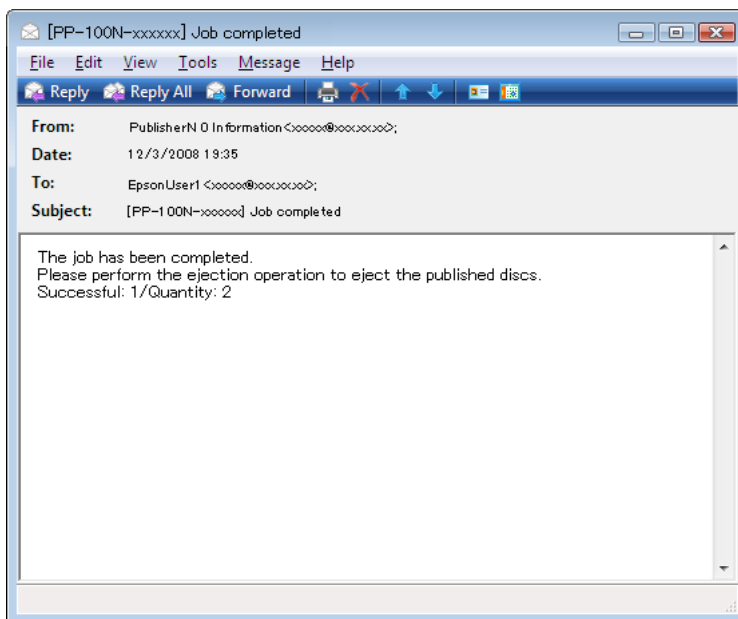 [PP-100N-xxxxxx] Job completed
File Edit View Tools Message Help
Reply Reply All Forward
From: PublisherN 0 Information<xxxxx@xxx.xx.xx>;
Date: 12/3/2008 19:35
To: EpsonUser1 <xxxxx@xxx.xx.xx>;
Subject: [PP-100N-xxxxxx] Job completed
The job has been completed.
Please perform the ejection operation to eject the published discs.
Successful: 1/Quantity: 2